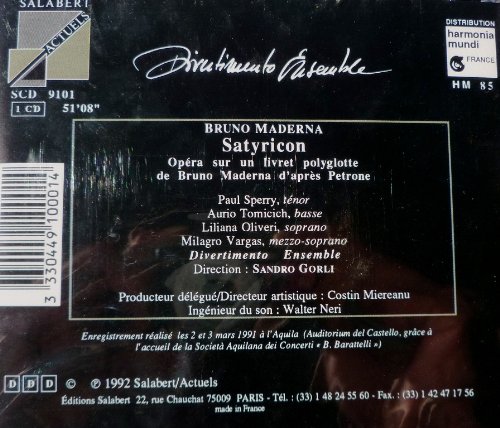 SALABERT
ACTUELS
SCD 9101
1 CD 51'08"
Divertimento Ensemble
DISTRIBUTION
harmonia
mundi
FRANCE
HM 85
BRUNO MADERNA
Satyricon
Opéra sur un livret polyglotte
de Bruno Maderna d'après Petrone
Paul Sperry, ténor
Aurio Tomicich, basse
Liliana Oliveri, soprano
Milagro Vargas, mezzo-soprano
Divertimento Ensemble
Direction : SANDRO GORLI
Producteur délégué/Directeur artistique : Costin Miereanu
Ingénieur du son : Walter Neri
Enregistrement réalisé les 2 et 3 mars 1991 à l'Aquila (Auditorium del Castello, grâce à
l'accueil de la Società Aquilana dei Concerti « B. Barattelli »)
3 330449 100014
D D D © ℗ 1992 Salabert/Actuels
Éditions Salabert 22, rue Chauchat 75009 PARIS - Tél. : (33) 1 48 24 55 60 - Fax. : (33) 1 42 47 17 56
made in France